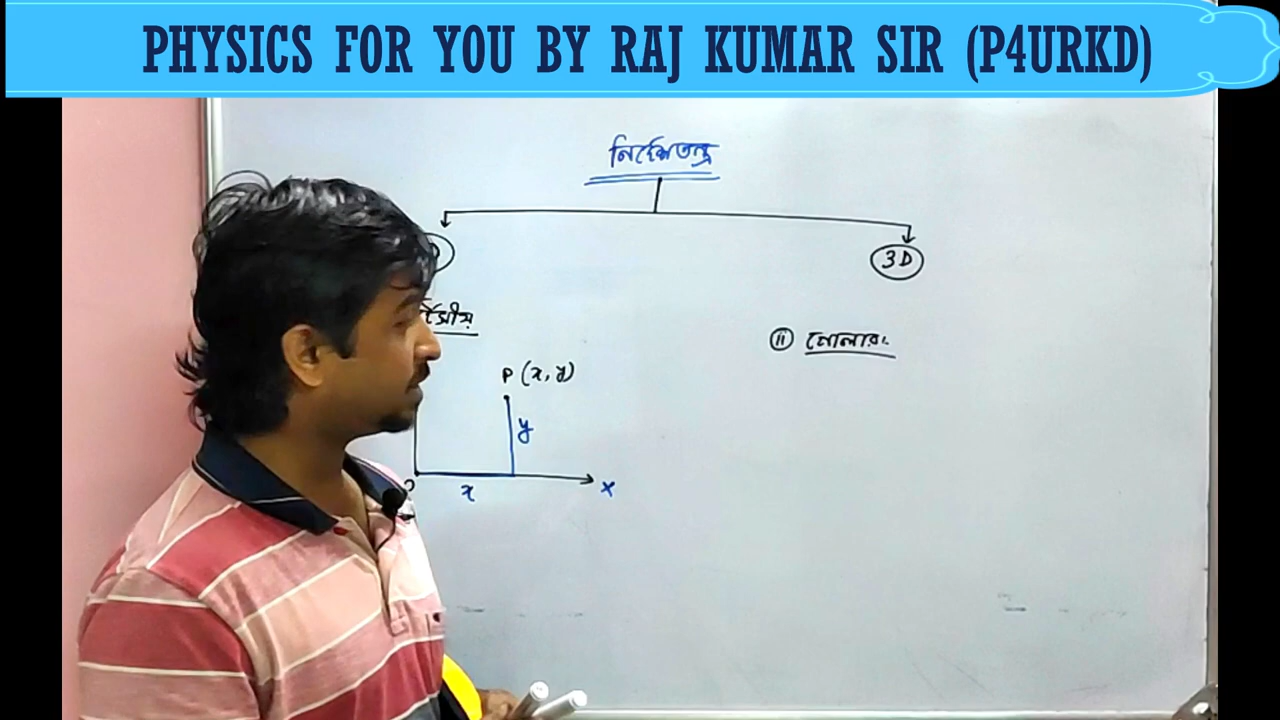 PHYSICS FOR YOU BY RAJ KUMAR SIR (P4URKD)
নির্দেশতন্ত্র
3D
ii পোলার
P (x, y)
y
x
X